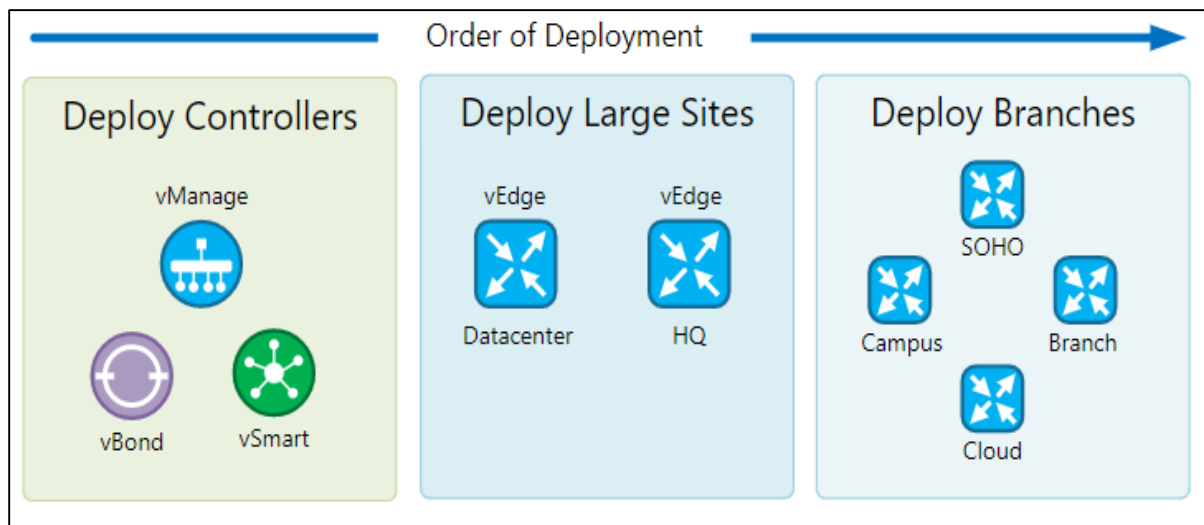 Order of Deployment
Deploy Controllers
vManage
vBond
vSmart
Deploy Large Sites
vEdge
vEdge
Datacenter
HQ
Deploy Branches
SOHO
Campus
Branch
Cloud